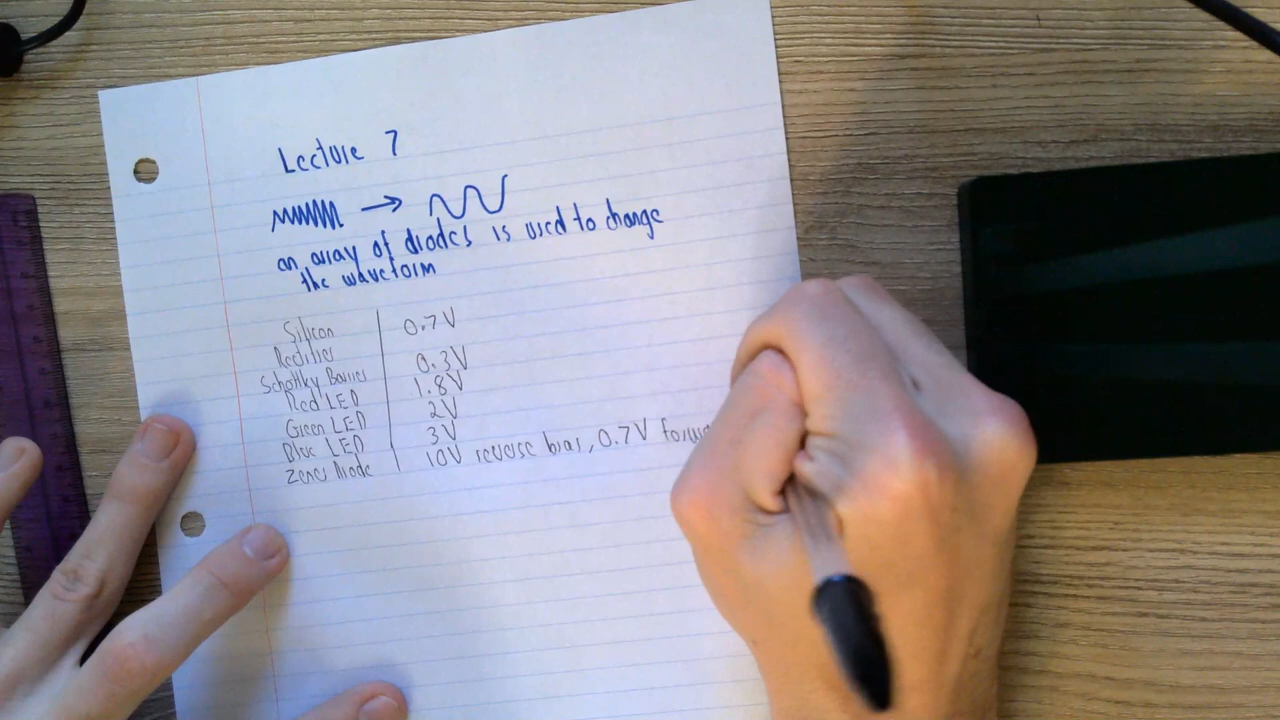 Lecture 7
an array of diodes is used to change
the waveform
Silicon 0.7V
Rectifier
Schottky Barrier 0.3V
Red LED 1.8V
Green LED 2V
Blue LED 3V
Zener Diode 10V reverse bias, 0.7V